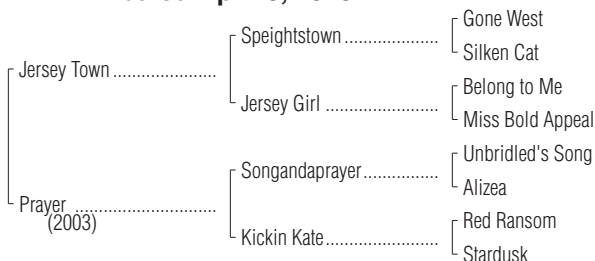 Gone West
Speightstown
Silken Cat
Jersey Town
Belong to Me
Jersey Girl
Miss Bold Appeal
Unbridled's Song
Songandaprayer
Alizea
Prayer
(2003)
Red Ransom
Kickin Kate
Stardusk